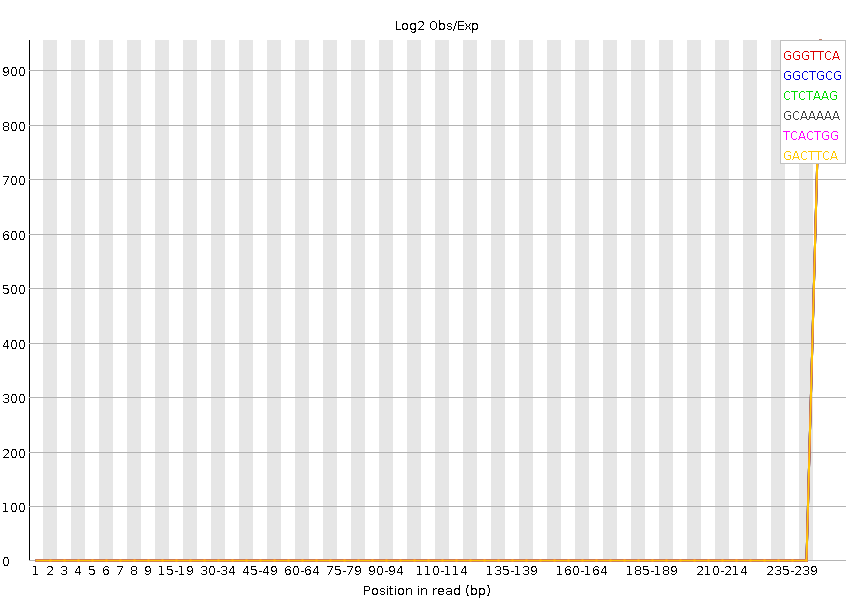 Log2 Obs/Exp
GGGTTCA
GGCTGCG
CTCTAAG
GCAAAAA
TCACTGG
GACTTCA
900
800
700
600
500
400
300
200
100
0
1 2 3 4 5 6 7 8 9 15-19 30-34 45-49 60-64 75-79 90-94 110-114 135-139 160-164 185-189 210-214 235-239
Position in read (bp)